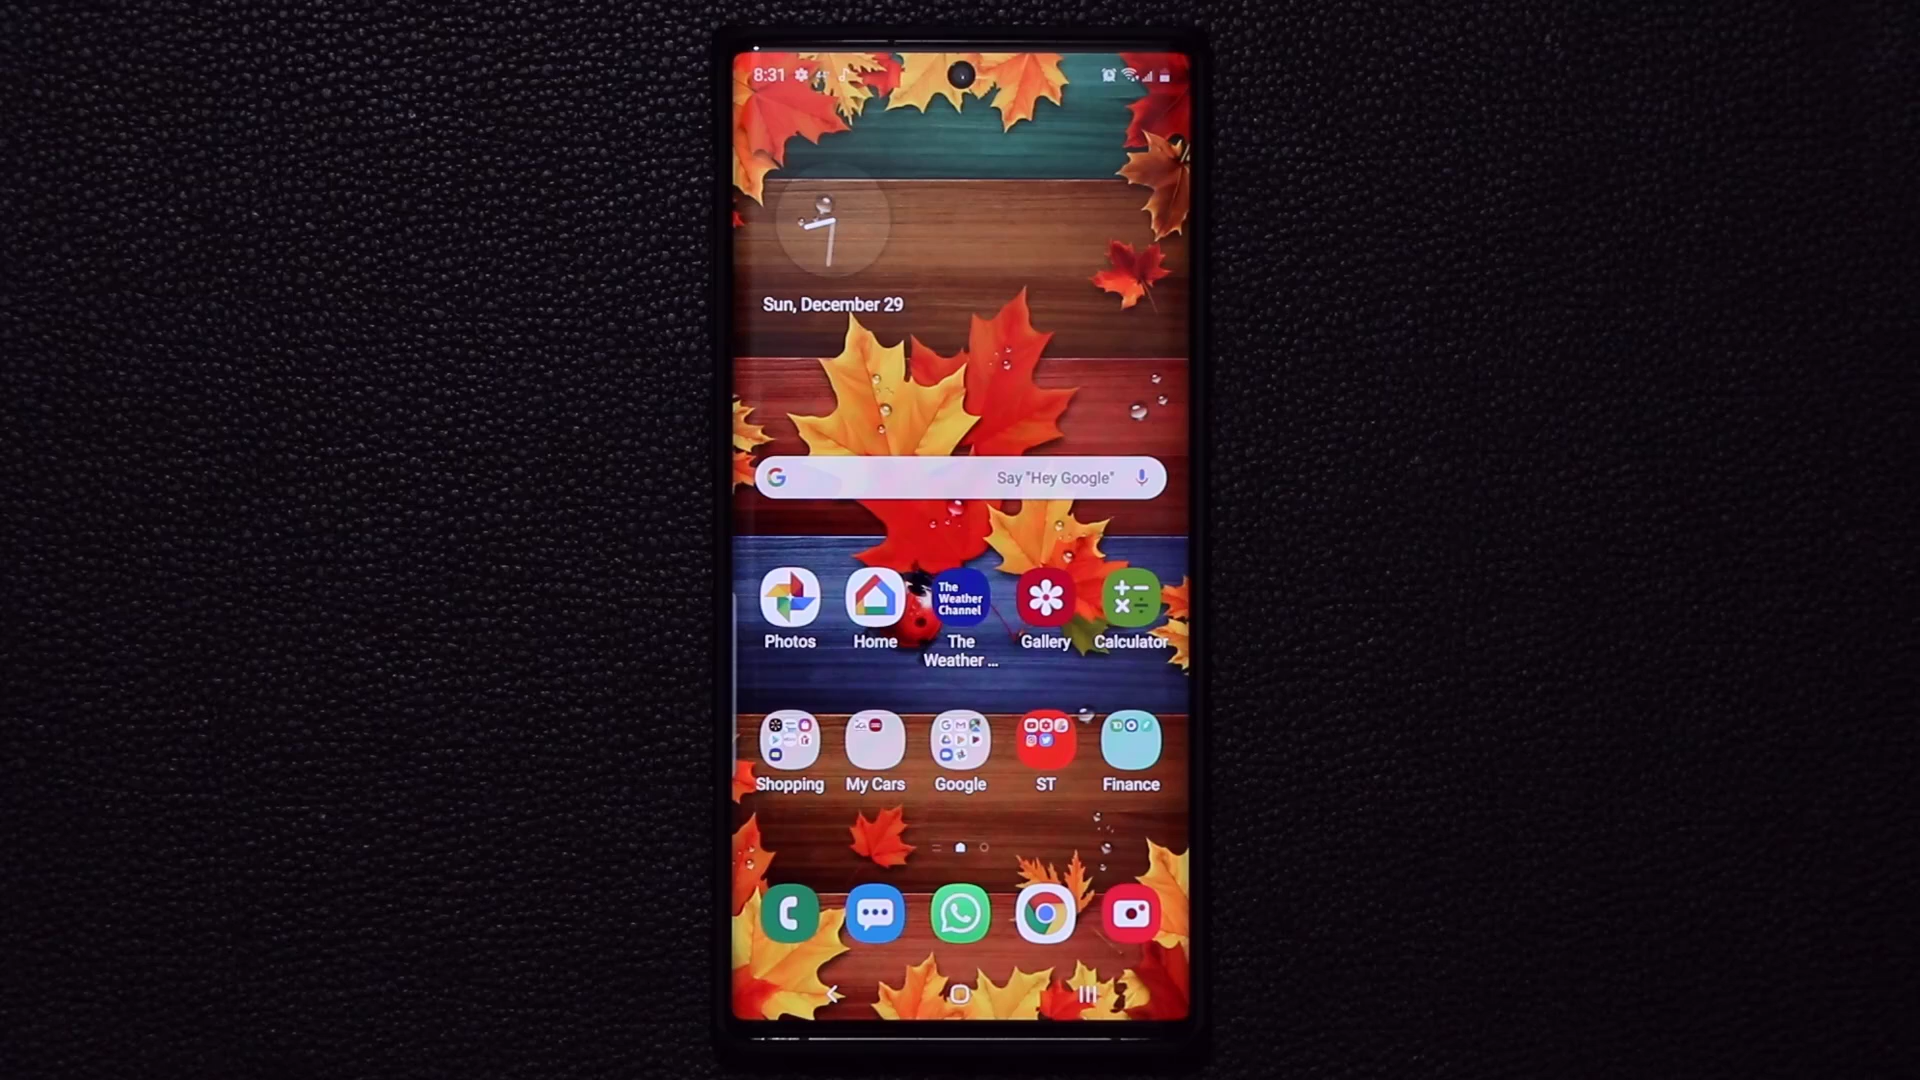 8:31
Sun, December 29
Say "Hey Google"
The
Weather
Channel
Photos
Home
The
Weather ...
Gallery
Calculator
Shopping
My Cars
Google
ST
Finance